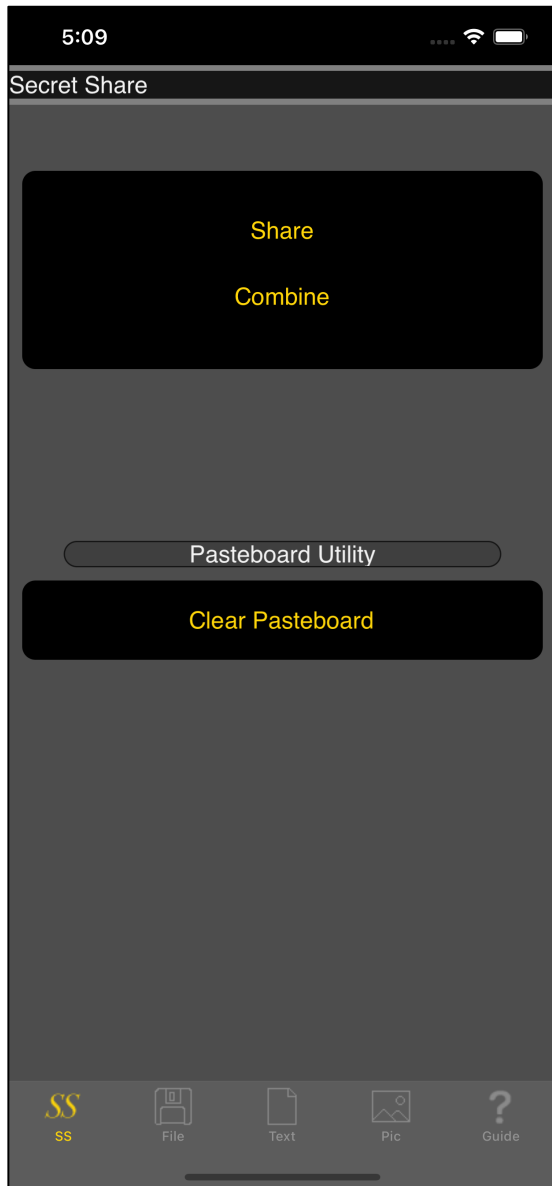 5:09
Secret Share
Share
Combine
Pasteboard Utility
Clear Pasteboard
SS
SS File Text Pic Guide